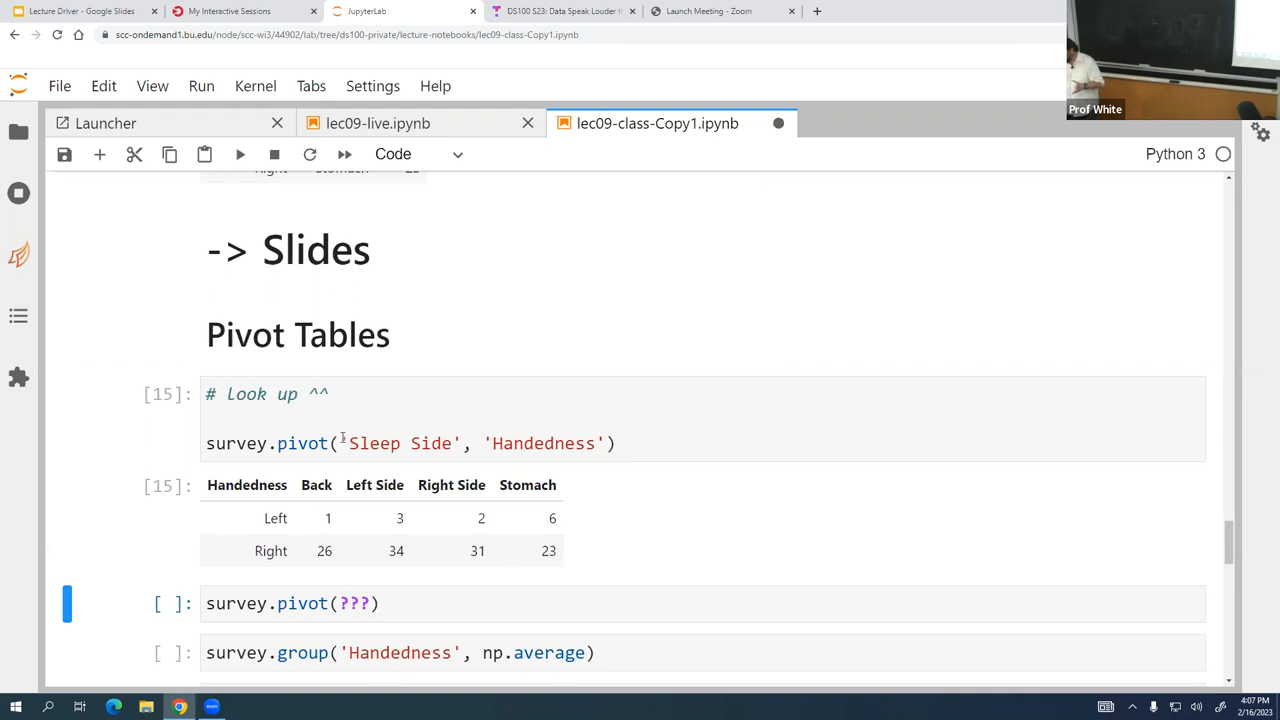 Lecture Driver - Google Slides
My Interactive Sessions
JupyterLab
DS100 S23: Data Speak Louder
Launch Meeting - Zoom
scc-ondemand1.bu.edu/node/scc-wi3/44902/lab/tree/ds100-private/lecture-notebooks/lec09-class-Copy1.ipynb
Prof White
File Edit View Run Kernel Tabs Settings Help
Launcher
lec09-live.ipynb
lec09-class-Copy1.ipynb
Code
Python 3
Right Stomach 23
-> Slides
Pivot Tables
[15]: # look up ^^
survey.pivot('Sleep Side', 'Handedness')
[15]: Handedness Back Left Side Right Side Stomach
Left 1 3 2 6
Right 26 34 31 23
[ ]: survey.pivot(???)
[ ]: survey.group('Handedness', np.average)
4:07 PM
2/16/2023